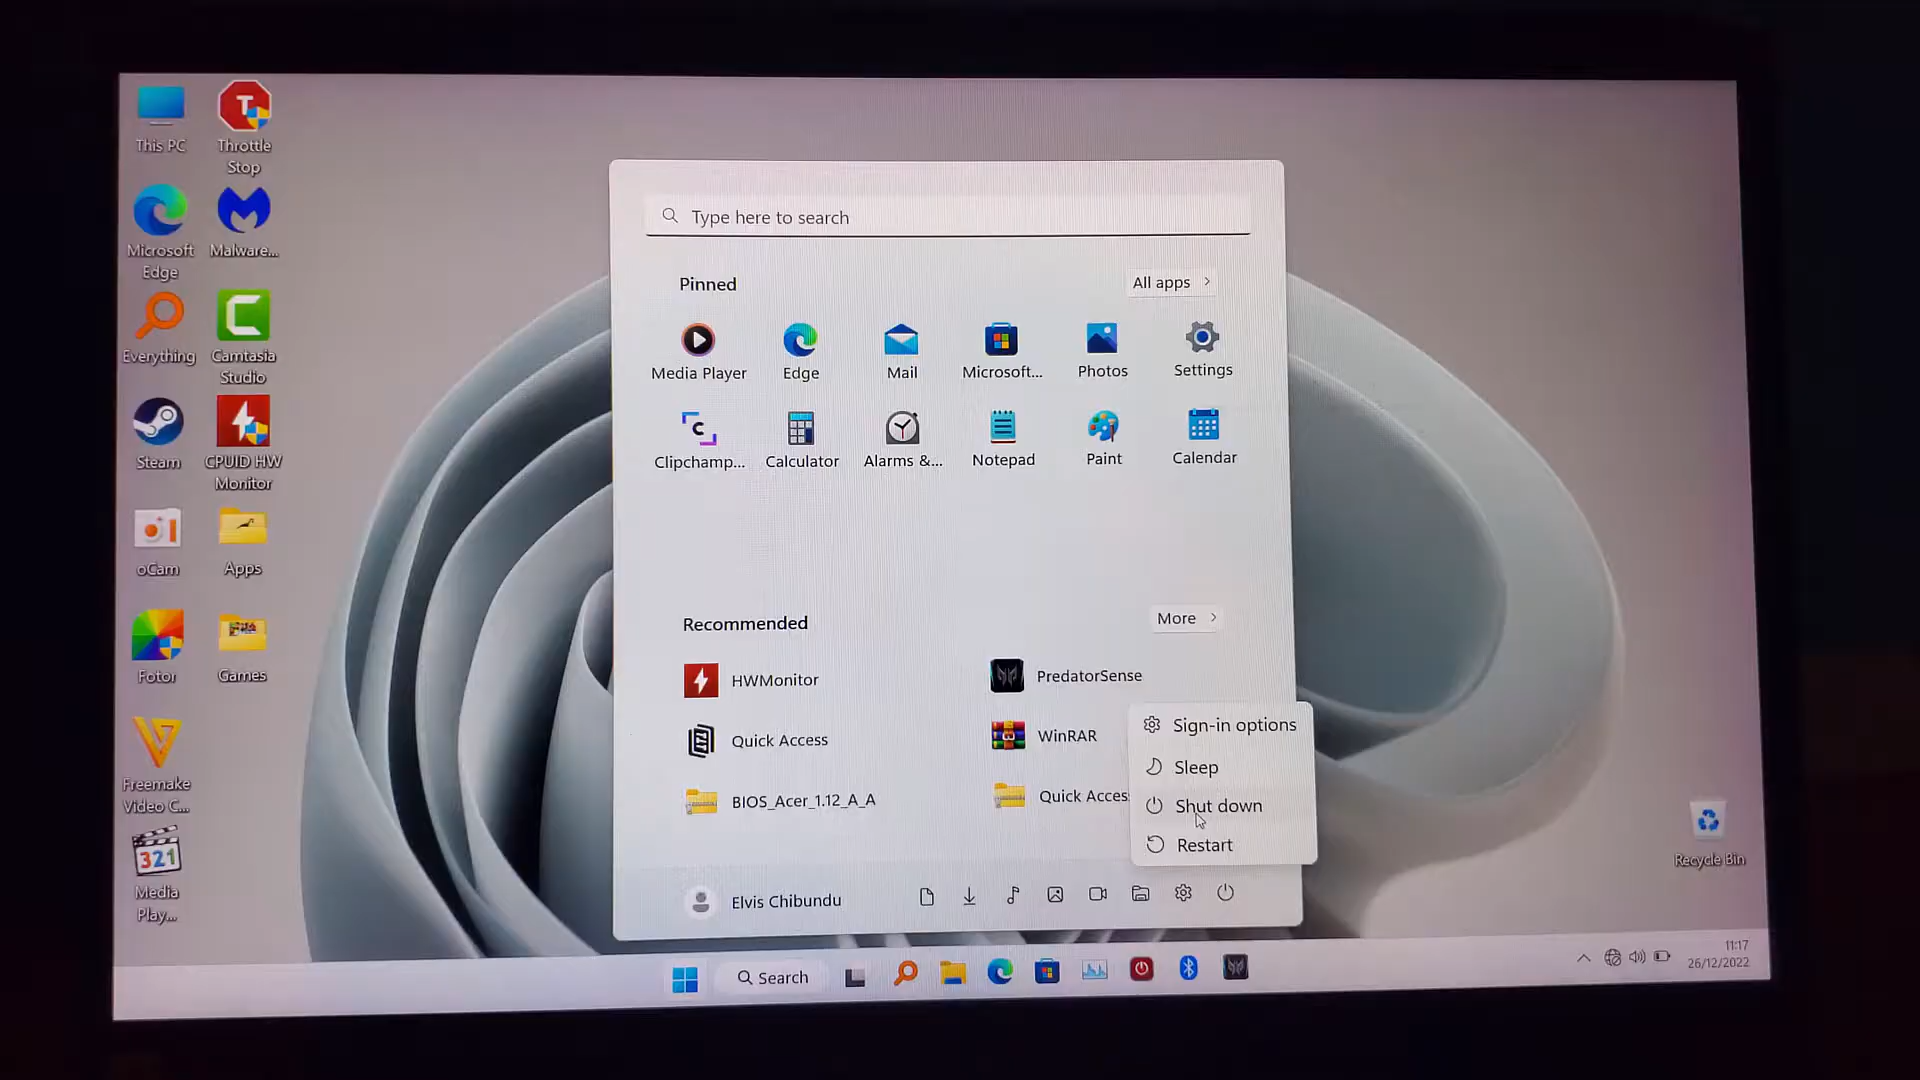 This PC
Throttle
Stop
Microsoft
Edge
Malware...
Everything
Camtasia
Studio
Steam
CPUID HW
Monitor
oCam
Apps
Fotor
Games
Freemake
Video C...
321
Media
Play...
Type here to search
Pinned
All apps
Media Player
Edge
Mail
Microsoft...
Photos
Settings
Clipchamp...
Calculator
Alarms &...
Notepad
Paint
Calendar
Recommended
More
HWMonitor
PredatorSense
Quick Access
WinRAR
BIOS_Acer_1.12_A_A
Quick Access
Sign-in options
Sleep
Shut down
Restart
Elvis Chibundu
Recycle Bin
Search
11:17
26/12/2022